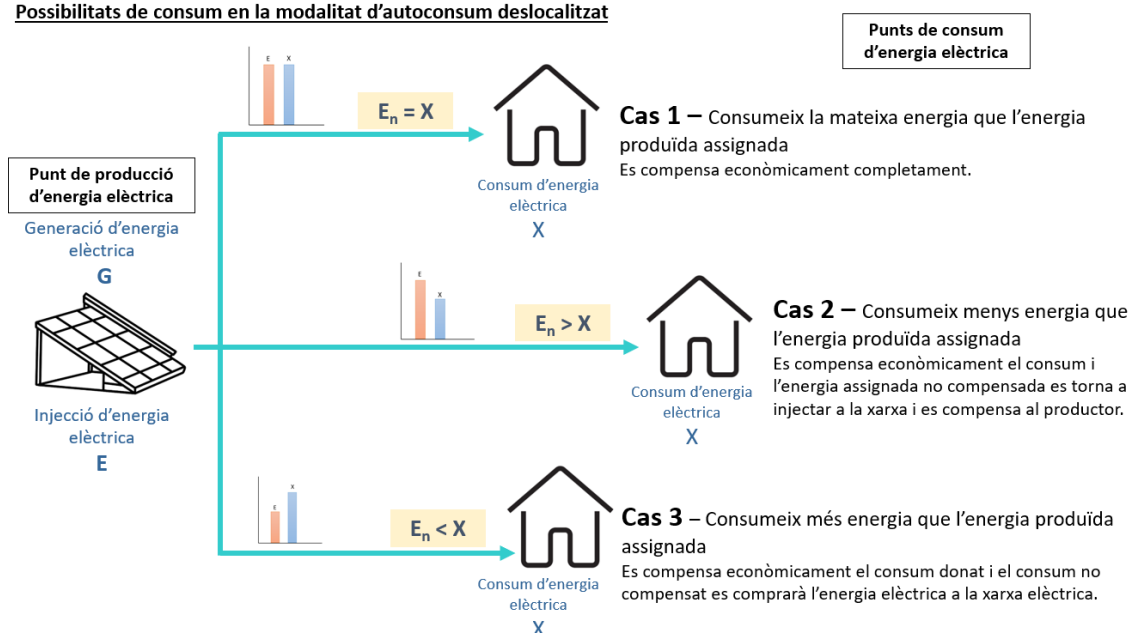 Possibilitats de consum en la modalitat d'autoconsum deslocalitzat
Punts de consum
d'energia elèctrica
Punt de producció
d'energia elèctrica
Generació d'energia
elèctrica
G
Injecció d'energia
elèctrica
E
E X
En = X
Consum d'energia
elèctrica
X
Cas 1 – Consumeix la mateixa energia que l'energia
produïda assignada
Es compensa econòmicament completament.
E
X
En > X
Consum d'energia
elèctrica
X
Cas 2 – Consumeix menys energia que
l'energia produïda assignada
Es compensa econòmicament el consum i
l'energia assignada no compensada es torna a
injectar a la xarxa i es compensa al productor.
X
E
En < X
Consum d'energia
elèctrica
X
Cas 3 – Consumeix més energia que l'energia produïda
assignada
Es compensa econòmicament el consum donat i el consum no
compensat es comprarà l'energia elèctrica a la xarxa elèctrica.